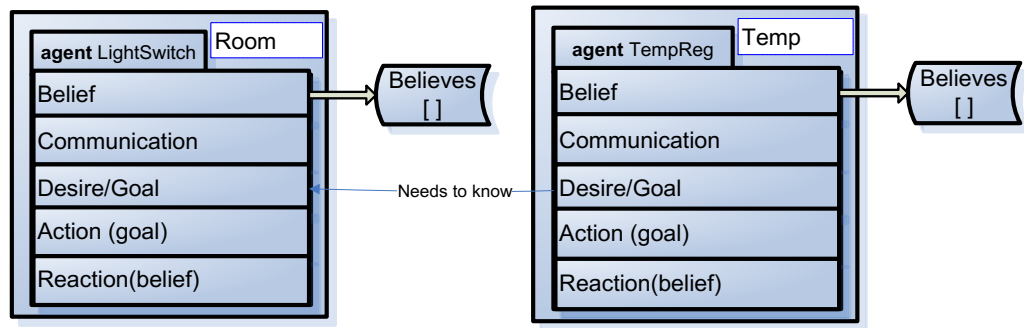 agent LightSwitch
Room
Belief
Communication
Desire/Goal
Action (goal)
Reaction(belief)
Believes
[ ]
Needs to know
agent TempReg
Temp
Belief
Communication
Desire/Goal
Action (goal)
Reaction(belief)
Believes
[ ]